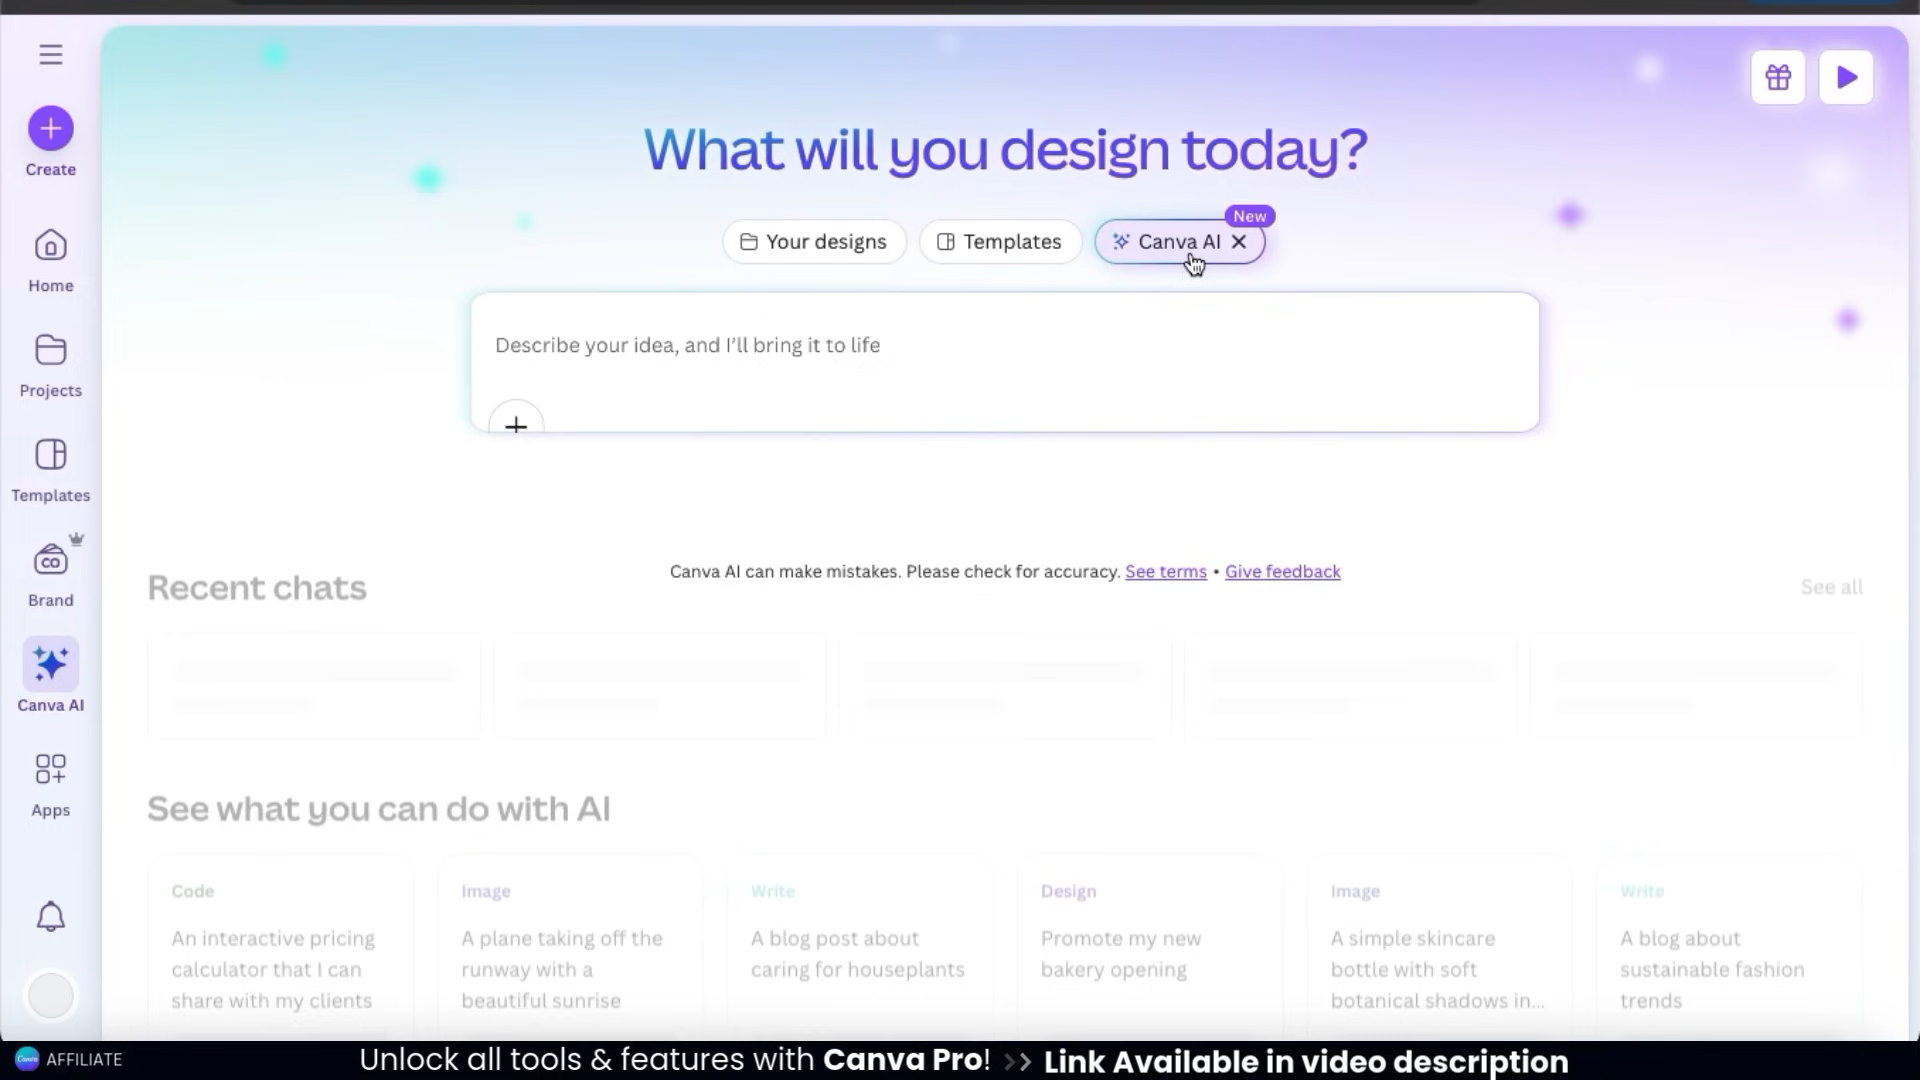 What will you design today?
New
Your designs
Templates
Canva AI
Describe your idea, and I'll bring it to life
Create
Home
Projects
Templates
CO
Brand
Canva AI
Apps
Canva AI can make mistakes. Please check for accuracy. See terms • Give feedback
Recent chats
See all
See what you can do with AI
Code
An interactive pricing
calculator that I can
share with my clients
Image
A plane taking off the
runway with a
beautiful sunrise
Write
A blog post about
caring for houseplants
Design
Promote my new
bakery opening
Image
A simple skincare
bottle with soft
botanical shadows in...
Write
A blog about
sustainable fashion
trends
Canva
AFFILIATE
Unlock all tools & features with Canva Pro! >> Link Available in video description